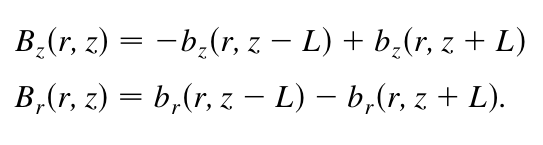 B_z(r, z) = −b_z(r, z − L) + b_z(r, z + L)
B_r(r, z) = b_r(r, z − L) − b_r(r, z + L).